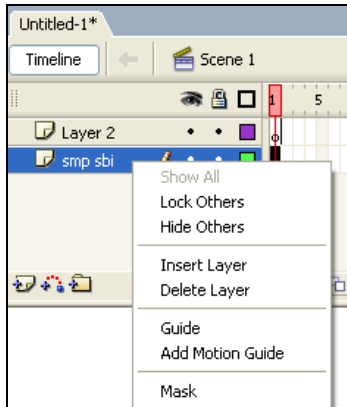 Untitled-1*
Timeline Scene 1
1 5
Layer 2
smp sbi
Show All
Lock Others
Hide Others
Insert Layer
Delete Layer
Guide
Add Motion Guide
Mask